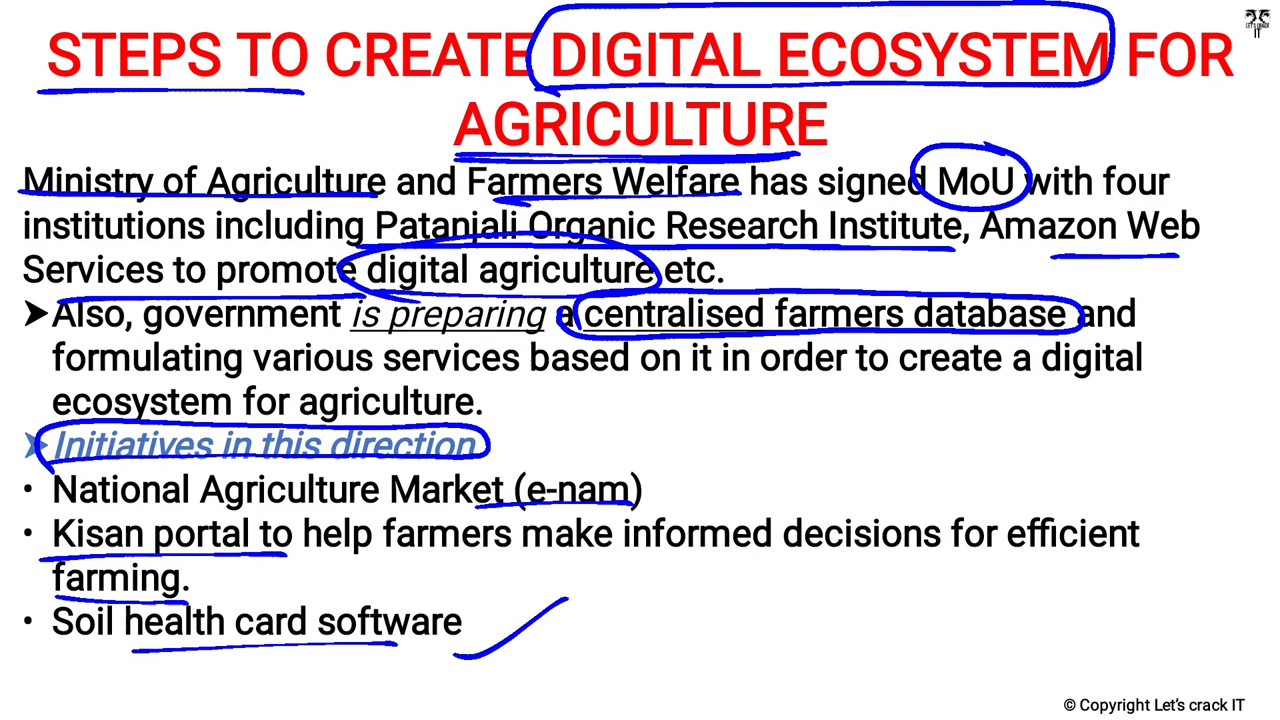 LET'S CRACK
IT
STEPS TO CREATE DIGITAL ECOSYSTEM FOR
AGRICULTURE
Ministry of Agriculture and Farmers Welfare has signed MoU with four
institutions including Patanjali Organic Research Institute, Amazon Web
Services to promote digital agriculture etc.
➤Also, government is preparing a centralised farmers database and
formulating various services based on it in order to create a digital
ecosystem for agriculture.
➤Initiatives in this direction
• National Agriculture Market (e-nam)
• Kisan portal to help farmers make informed decisions for efficient
farming.
• Soil health card software
© Copyright Let's crack IT